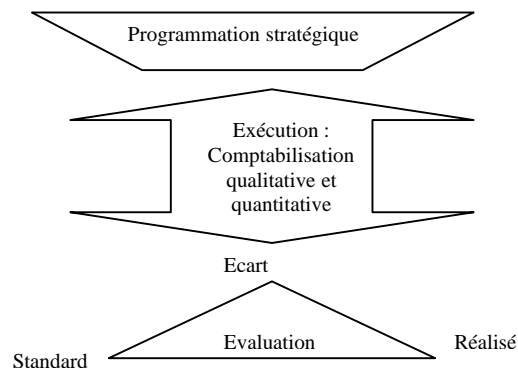 Programmation stratégique
Exécution :
Comptabilisation
qualitative et
quantitative
Ecart
Evaluation
Réalisé
Standard